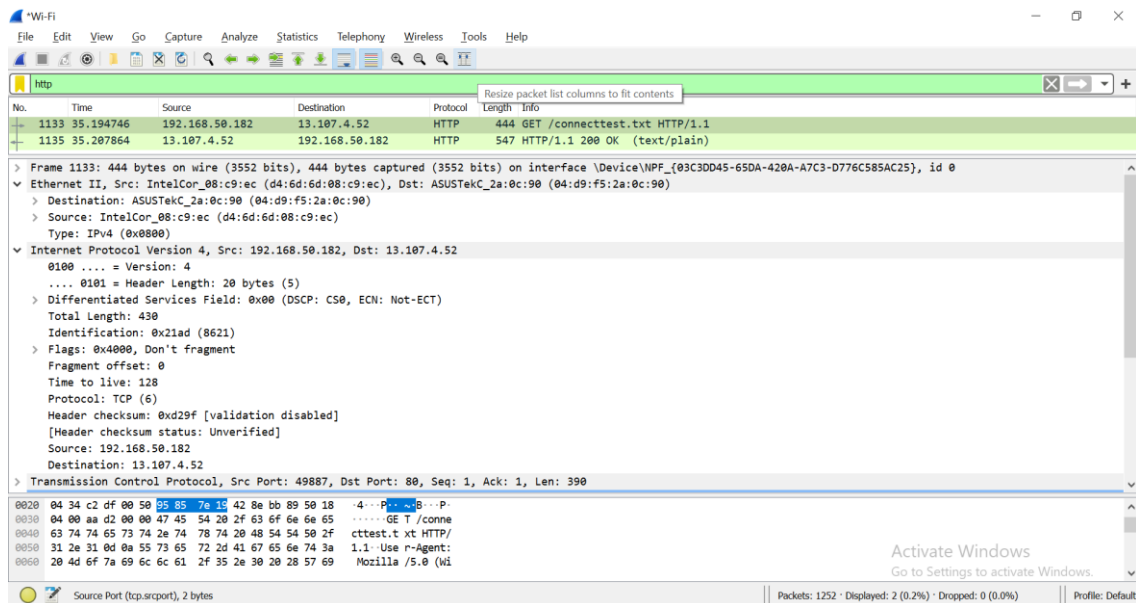 *Wi-Fi
File Edit View Go Capture Analyze Statistics Telephony Wireless Tools Help
http
Resize packet list columns to fit contents
No. Time Source Destination Protocol Length Info
1133 35.194746 192.168.50.182 13.107.4.52 HTTP 444 GET /connecttest.txt HTTP/1.1
1135 35.207864 13.107.4.52 192.168.50.182 HTTP 547 HTTP/1.1 200 OK (text/plain)
> Frame 1133: 444 bytes on wire (3552 bits), 444 bytes captured (3552 bits) on interface \Device\NPF_{03C3DD45-65DA-420A-A7C3-D776C585AC25}, id 0
Ethernet II, Src: IntelCor_08:c9:ec (d4:6d:6d:08:c9:ec), Dst: ASUSTekC_2a:0c:90 (04:d9:f5:2a:0c:90)
> Destination: ASUSTekC_2a:0c:90 (04:d9:f5:2a:0c:90)
> Source: IntelCor_08:c9:ec (d4:6d:6d:08:c9:ec)
Type: IPv4 (0x0800)
Internet Protocol Version 4, Src: 192.168.50.182, Dst: 13.107.4.52
0100 .... = Version: 4
.... 0101 = Header Length: 20 bytes (5)
> Differentiated Services Field: 0x00 (DSCP: CS0, ECN: Not-ECT)
Total Length: 430
Identification: 0x21ad (8621)
> Flags: 0x4000, Don't fragment
Fragment offset: 0
Time to live: 128
Protocol: TCP (6)
Header checksum: 0xd29f [validation disabled]
[Header checksum status: Unverified]
Source: 192.168.50.182
Destination: 13.107.4.52
> Transmission Control Protocol, Src Port: 49887, Dst Port: 80, Seq: 1, Ack: 1, Len: 390
0020 04 34 c2 df 00 50 95 85 7e 19 42 8e bb 89 50 18 ·4···P·· ~·B···P·
0030 04 00 aa d2 00 00 47 45 54 20 2f 63 6f 6e 6e 65 ······GE T /conne
0040 63 74 74 65 73 74 2e 74 78 74 20 48 54 54 50 2f cttest.t xt HTTP/
0050 31 2e 31 0d 0a 55 73 65 72 2d 41 67 65 6e 74 3a 1.1··Use r-Agent:
0060 20 4d 6f 7a 69 6c 6c 61 2f 35 2e 30 20 28 57 69 Mozilla /5.0 (Wi
Activate Windows
Go to Settings to activate Windows.
Source Port (tcp.srcport), 2 bytes
Packets: 1252 · Displayed: 2 (0.2%) · Dropped: 0 (0.0%)
Profile: Default